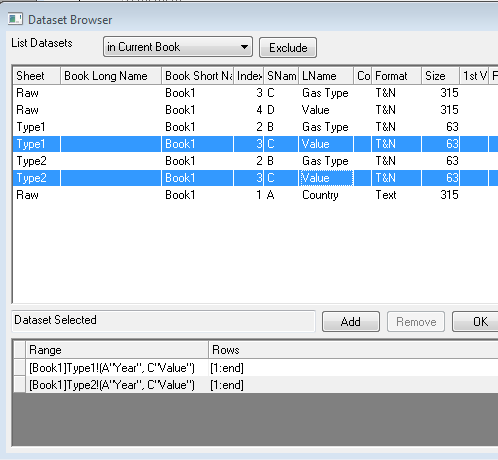 Dataset Browser
List Datasets in Current Book Exclude
Sheet Book Long Name Book Short Na Index SNam LName Co Format Size 1st V F
Raw Book1 3 C Gas Type T&N 315
Raw Book1 4 D Value T&N 315
Type1 Book1 2 B Gas Type T&N 63
Type1 Book1 3 C Value T&N 63
Type2 Book1 2 B Gas Type T&N 63
Type2 Book1 3 C Value T&N 63
Raw Book1 1 A Country Text 315
Dataset Selected Add Remove OK
Range Rows
[Book1]Type1!(A"Year", C"Value") [1:end]
[Book1]Type2!(A"Year", C"Value") [1:end]